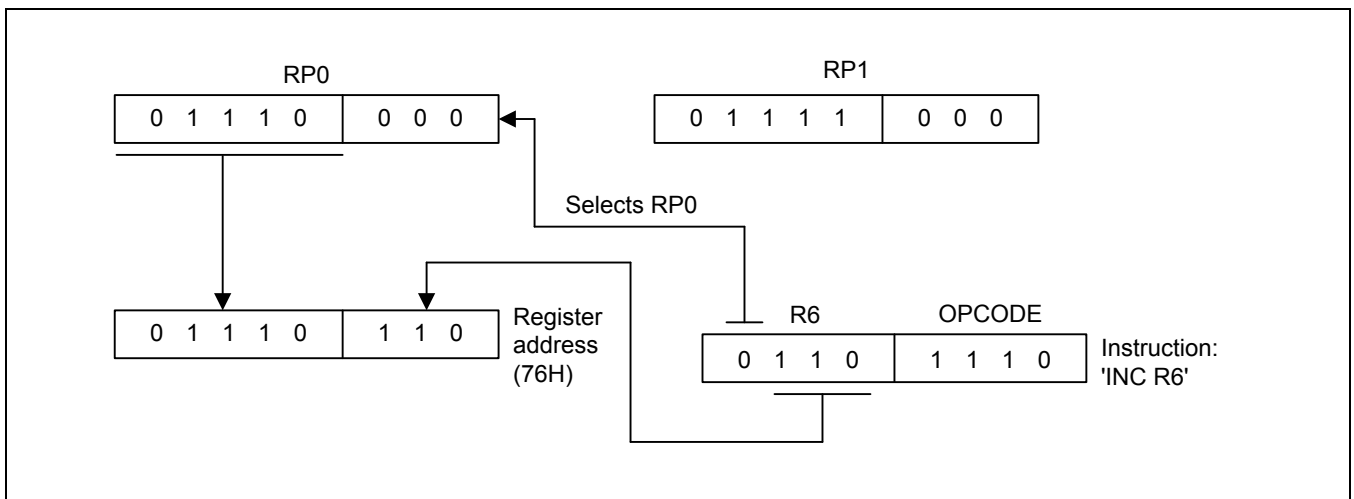 RP0
RP1
0 1 1 1 0 0 0 0
0 1 1 1 1 0 0 0
Selects RP0
0 1 1 1 0 1 1 0
Register
address
(76H)
R6
OPCODE
0 1 1 0 1 1 1 0
Instruction:
'INC R6'